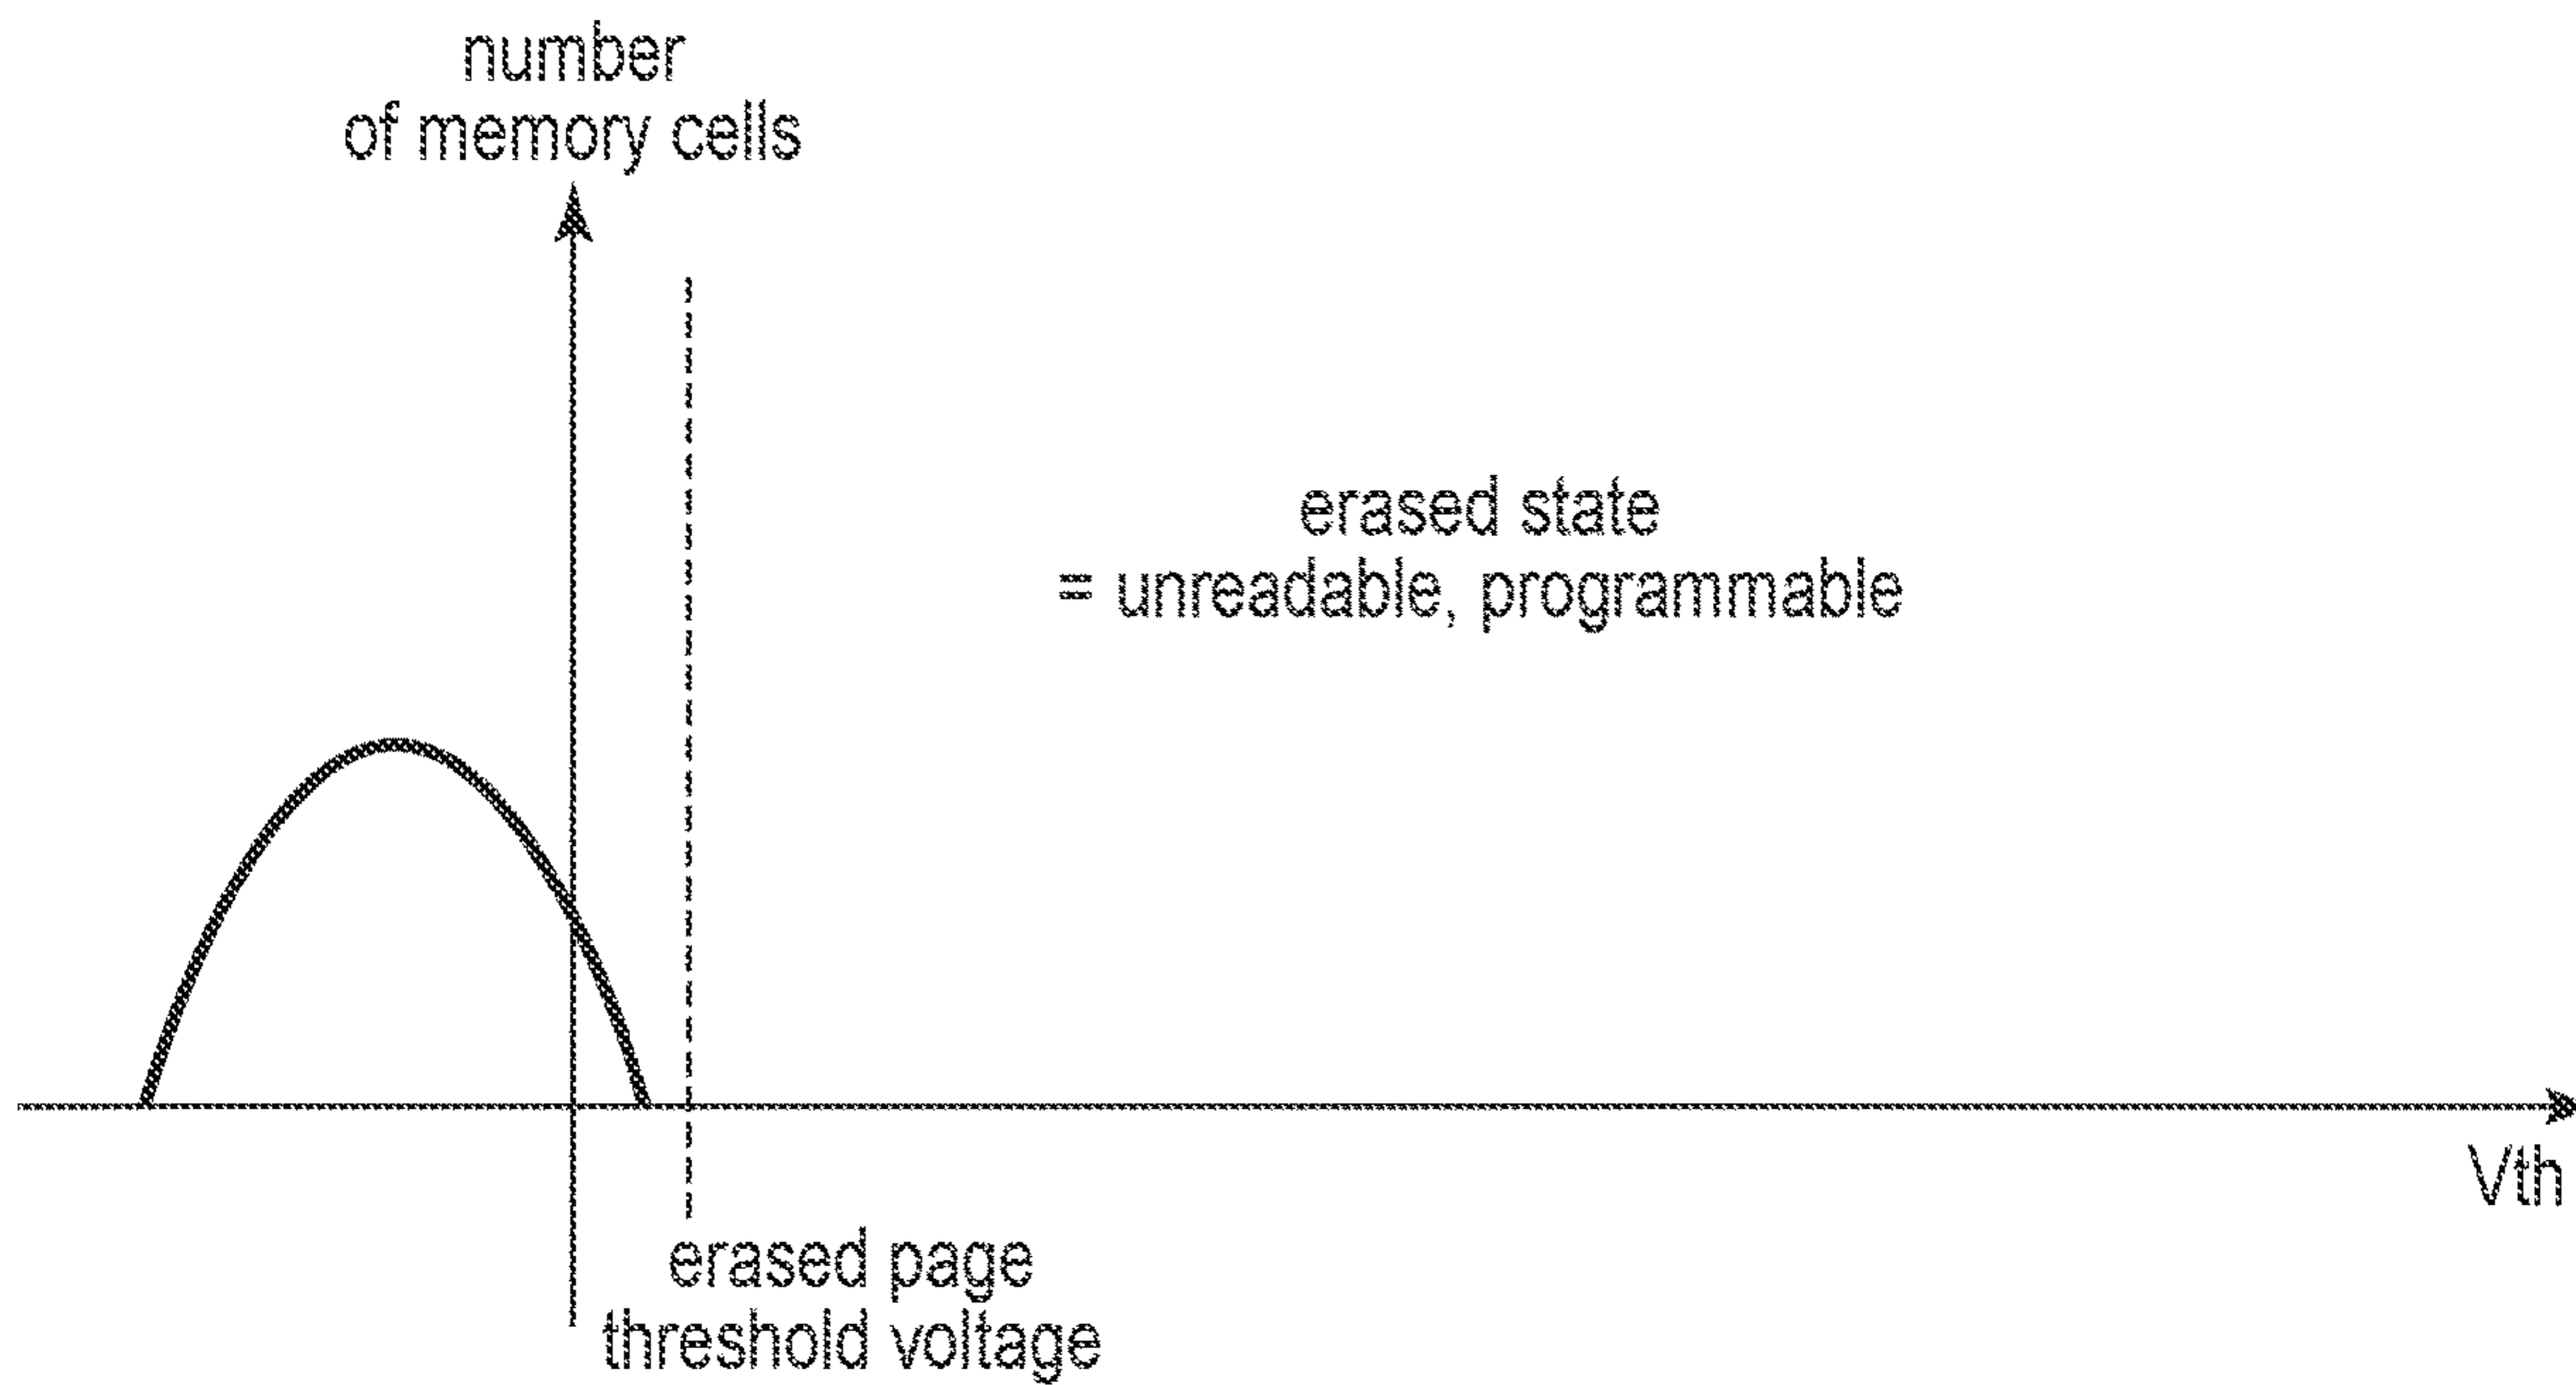 number
of memory cells
erased state
= unreadable, programmable
Vth
erased page
threshold voltage